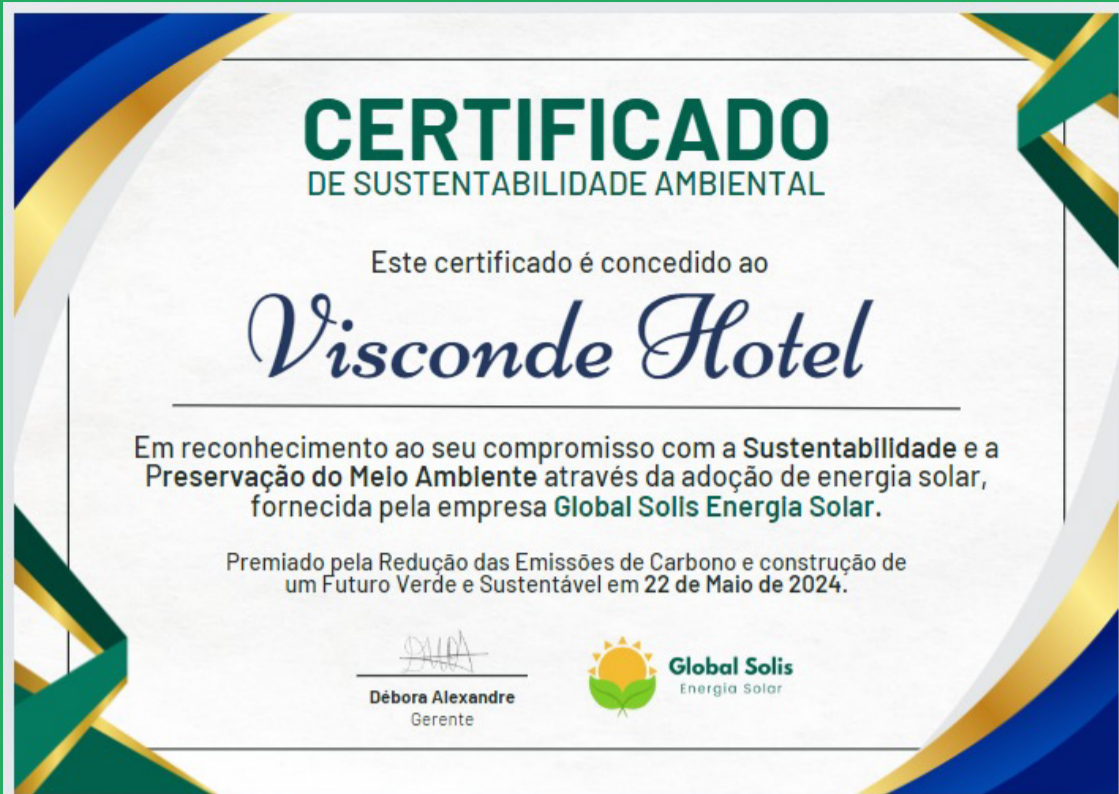 CERTIFICADO
DE SUSTENTABILIDADE AMBIENTAL
Este certificado é concedido ao
Visconde Hotel
Em reconhecimento ao seu compromisso com a Sustentabilidade e a
Preservação do Meio Ambiente através da adoção de energia solar,
fornecida pela empresa Global Solis Energia Solar.
Premiado pela Redução das Emissões de Carbono e construção de
um Futuro Verde e Sustentável em 22 de Maio de 2024.
Débora Alexandre
Gerente
Global Solis
Energia Solar